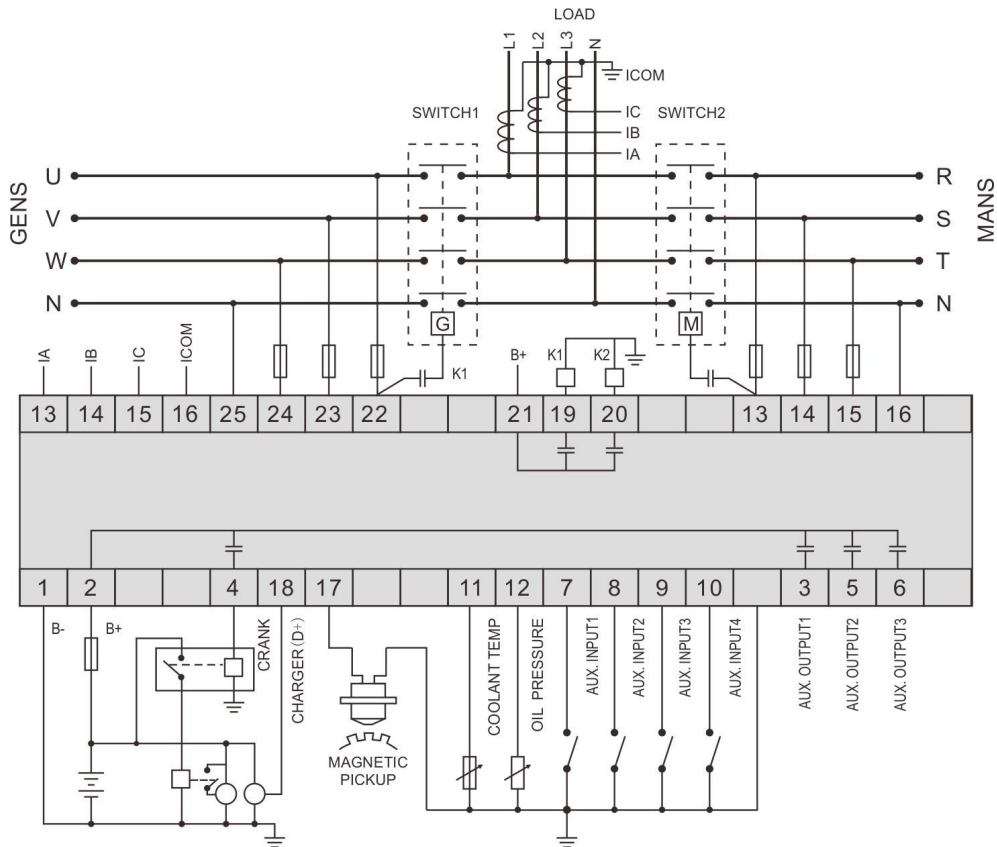 LOAD
L1 L2 L3 N
ICOM
SWITCH1 IC SWITCH2
IB
IA
GENS
MANS
U R
V S
W T
N N
G M
IA IB IC ICOM K1 B+ K1 K2
13 14 15 16 25 24 23 22 21 19 20 13 14 15 16
1 2 4 18 17 11 12 7 8 9 10 3 5 6
B- B+
CRANK
CHARGER(D+)
COOLANT TEMP
OIL PRESSURE
AUX. INPUT1
AUX. INPUT2
AUX. INPUT3
AUX. INPUT4
AUX. OUTPUT1
AUX. OUTPUT2
AUX. OUTPUT3
MAGNETIC
PICKUP